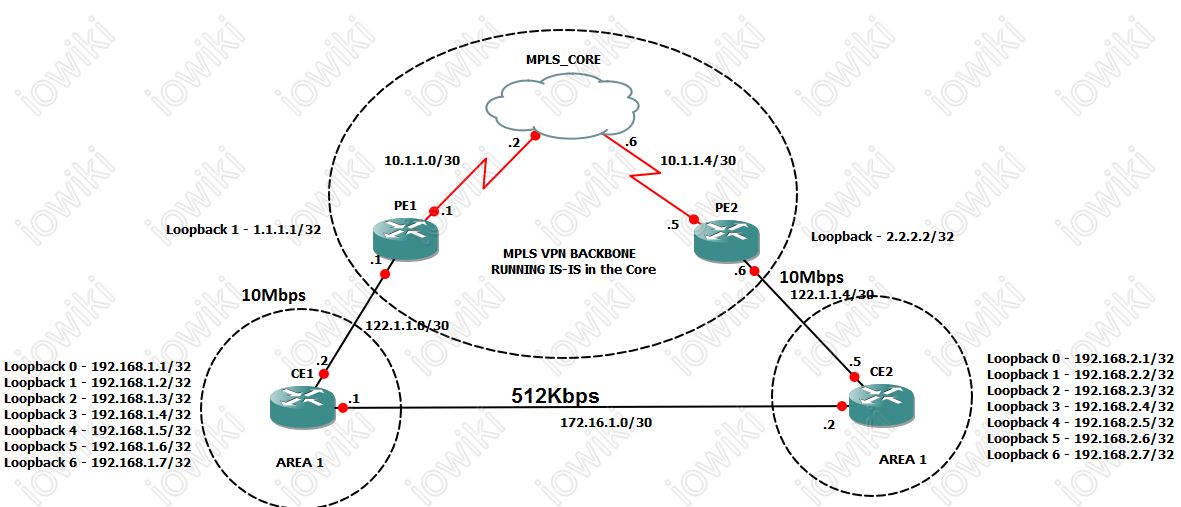 MPLS_CORE
.2
.6
10.1.1.0/30
10.1.1.4/30
PE1
.1
PE2
.5
Loopback 1 - 1.1.1.1/32
Loopback - 2.2.2.2/32
MPLS VPN BACKBONE
RUNNING IS-IS in the Core
.1
.6
10Mbps
10Mbps
122.1.1.0/30
122.1.1.4/30
.2
CE1
.1
.5
CE2
.2
Loopback 0 - 192.168.1.1/32
Loopback 1 - 192.168.1.2/32
Loopback 2 - 192.168.1.3/32
Loopback 3 - 192.168.1.4/32
Loopback 4 - 192.168.1.5/32
Loopback 5 - 192.168.1.6/32
Loopback 6 - 192.168.1.7/32
512Kbps
172.16.1.0/30
Loopback 0 - 192.168.2.1/32
Loopback 1 - 192.168.2.2/32
Loopback 2 - 192.168.2.3/32
Loopback 3 - 192.168.2.4/32
Loopback 4 - 192.168.2.5/32
Loopback 5 - 192.168.2.6/32
Loopback 6 - 192.168.2.7/32
AREA 1
AREA 1
iowiki